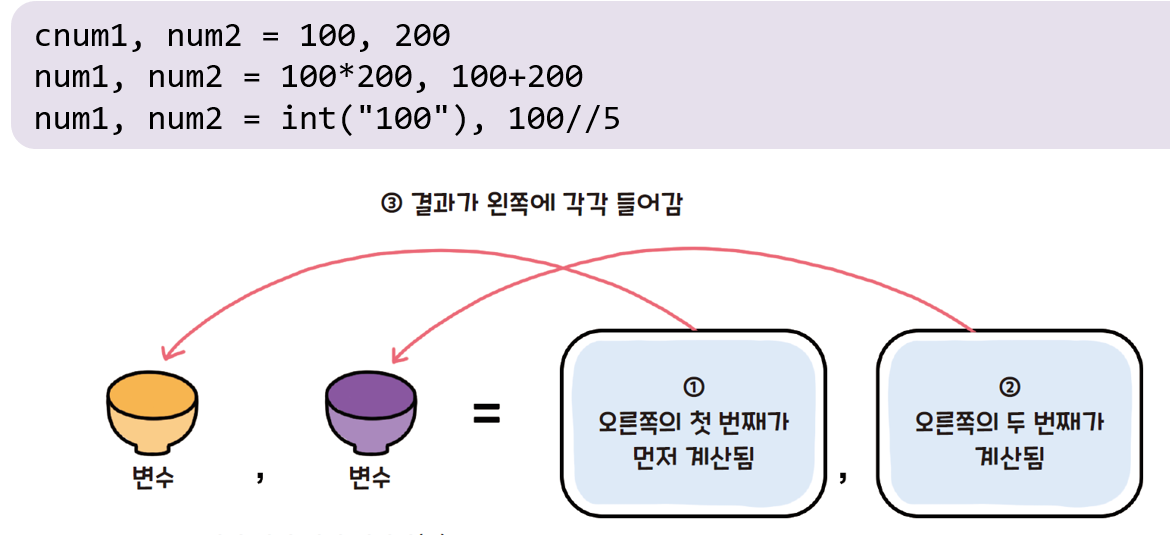 cnum1, num2 = 100, 200
num1, num2 = 100*200, 100+200
num1, num2 = int("100"), 100//5
③ 결과가 왼쪽에 각각 들어감
변수 , 변수 = ① 오른쪽의 첫 번째가 먼저 계산됨 , ② 오른쪽의 두 번째가 계산됨